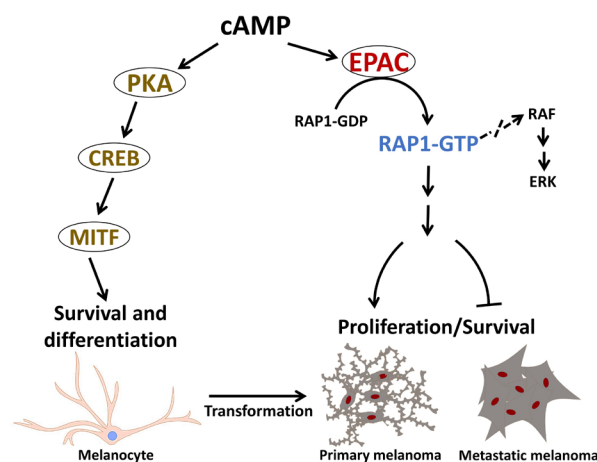 cAMP
PKA
EPAC
RAP1-GDP
RAP1-GTP
RAF
ERK
CREB
MITF
Survival and
differentiation
Proliferation/Survival
Transformation
Melanocyte
Primary melanoma
Metastatic melanoma